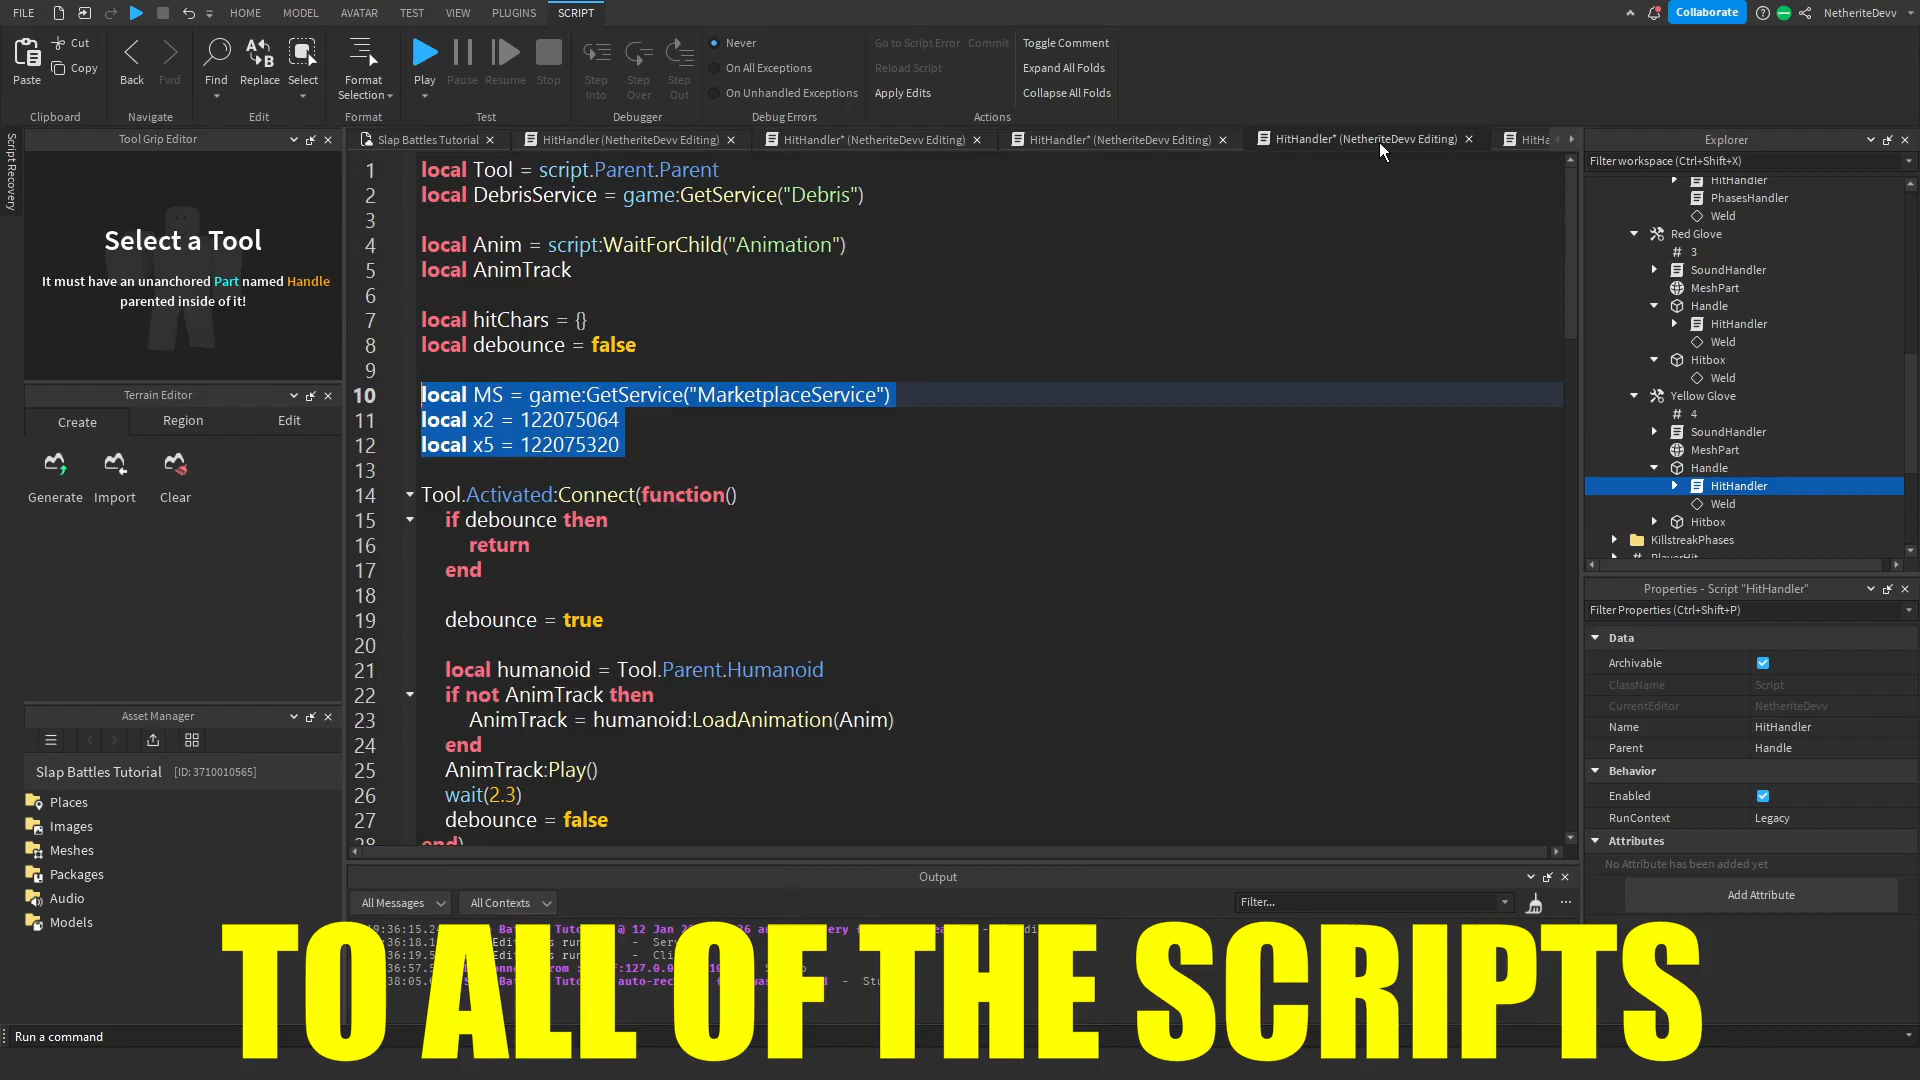 FILE HOME MODEL AVATAR TEST VIEW PLUGINS SCRIPT Collaborate NetheriteDevv
Paste Cut Copy Back Fwd Find Replace Select Format Selection Play Pause Resume Stop Step Into Step Over Step Out
Never
On All Exceptions
On Unhandled Exceptions
Go to Script Error Commit
Reload Script
Apply Edits
Toggle Comment
Expand All Folds
Collapse All Folds
Clipboard Navigate Edit Format Test Debugger Debug Errors Actions
Script Recovery
Tool Grip Editor
Select a Tool
It must have an unanchored Part named Handle
parented inside of it!
Terrain Editor
Create Region Edit
Generate Import Clear
Asset Manager
Slap Battles Tutorial [ID: 3710010565]
Places
Images
Meshes
Packages
Audio
Models
Slap Battles Tutorial HitHandler (NetheriteDevv Editing) HitHandler* (NetheriteDevv Editing) HitHandler* (NetheriteDevv Editing) HitHandler* (NetheriteDevv Editing) HitHa
1 local Tool = script.Parent.Parent
2 local DebrisService = game:GetService("Debris")
3
4 local Anim = script:WaitForChild("Animation")
5 local AnimTrack
6
7 local hitChars = {}
8 local debounce = false
9
10 local MS = game:GetService("MarketplaceService")
11 local x2 = 122075064
12 local x5 = 122075320
13
14 Tool.Activated:Connect(function()
15 if debounce then
16 return
17 end
18
19 debounce = true
20
21 local humanoid = Tool.Parent.Humanoid
22 if not AnimTrack then
23 AnimTrack = humanoid:LoadAnimation(Anim)
24 end
25 AnimTrack:Play()
26 wait(2.3)
27 debounce = false
28 end)
Output
All Messages All Contexts Filter...
TO ALL OF THE SCRIPTS
Run a command
Explorer
Filter workspace (Ctrl+Shift+X)
HitHandler
PhasesHandler
Weld
Red Glove
# 3
SoundHandler
MeshPart
Handle
HitHandler
Weld
Hitbox
Weld
Yellow Glove
# 4
SoundHandler
MeshPart
Handle
HitHandler
Weld
Hitbox
KillstreakPhases
# PlayerHit
Properties - Script "HitHandler"
Filter Properties (Ctrl+Shift+P)
Data
Archivable
ClassName Script
CurrentEditor NetheriteDevv
Name HitHandler
Parent Handle
Behavior
Enabled
RunContext Legacy
Attributes
No Attribute has been added yet
Add Attribute